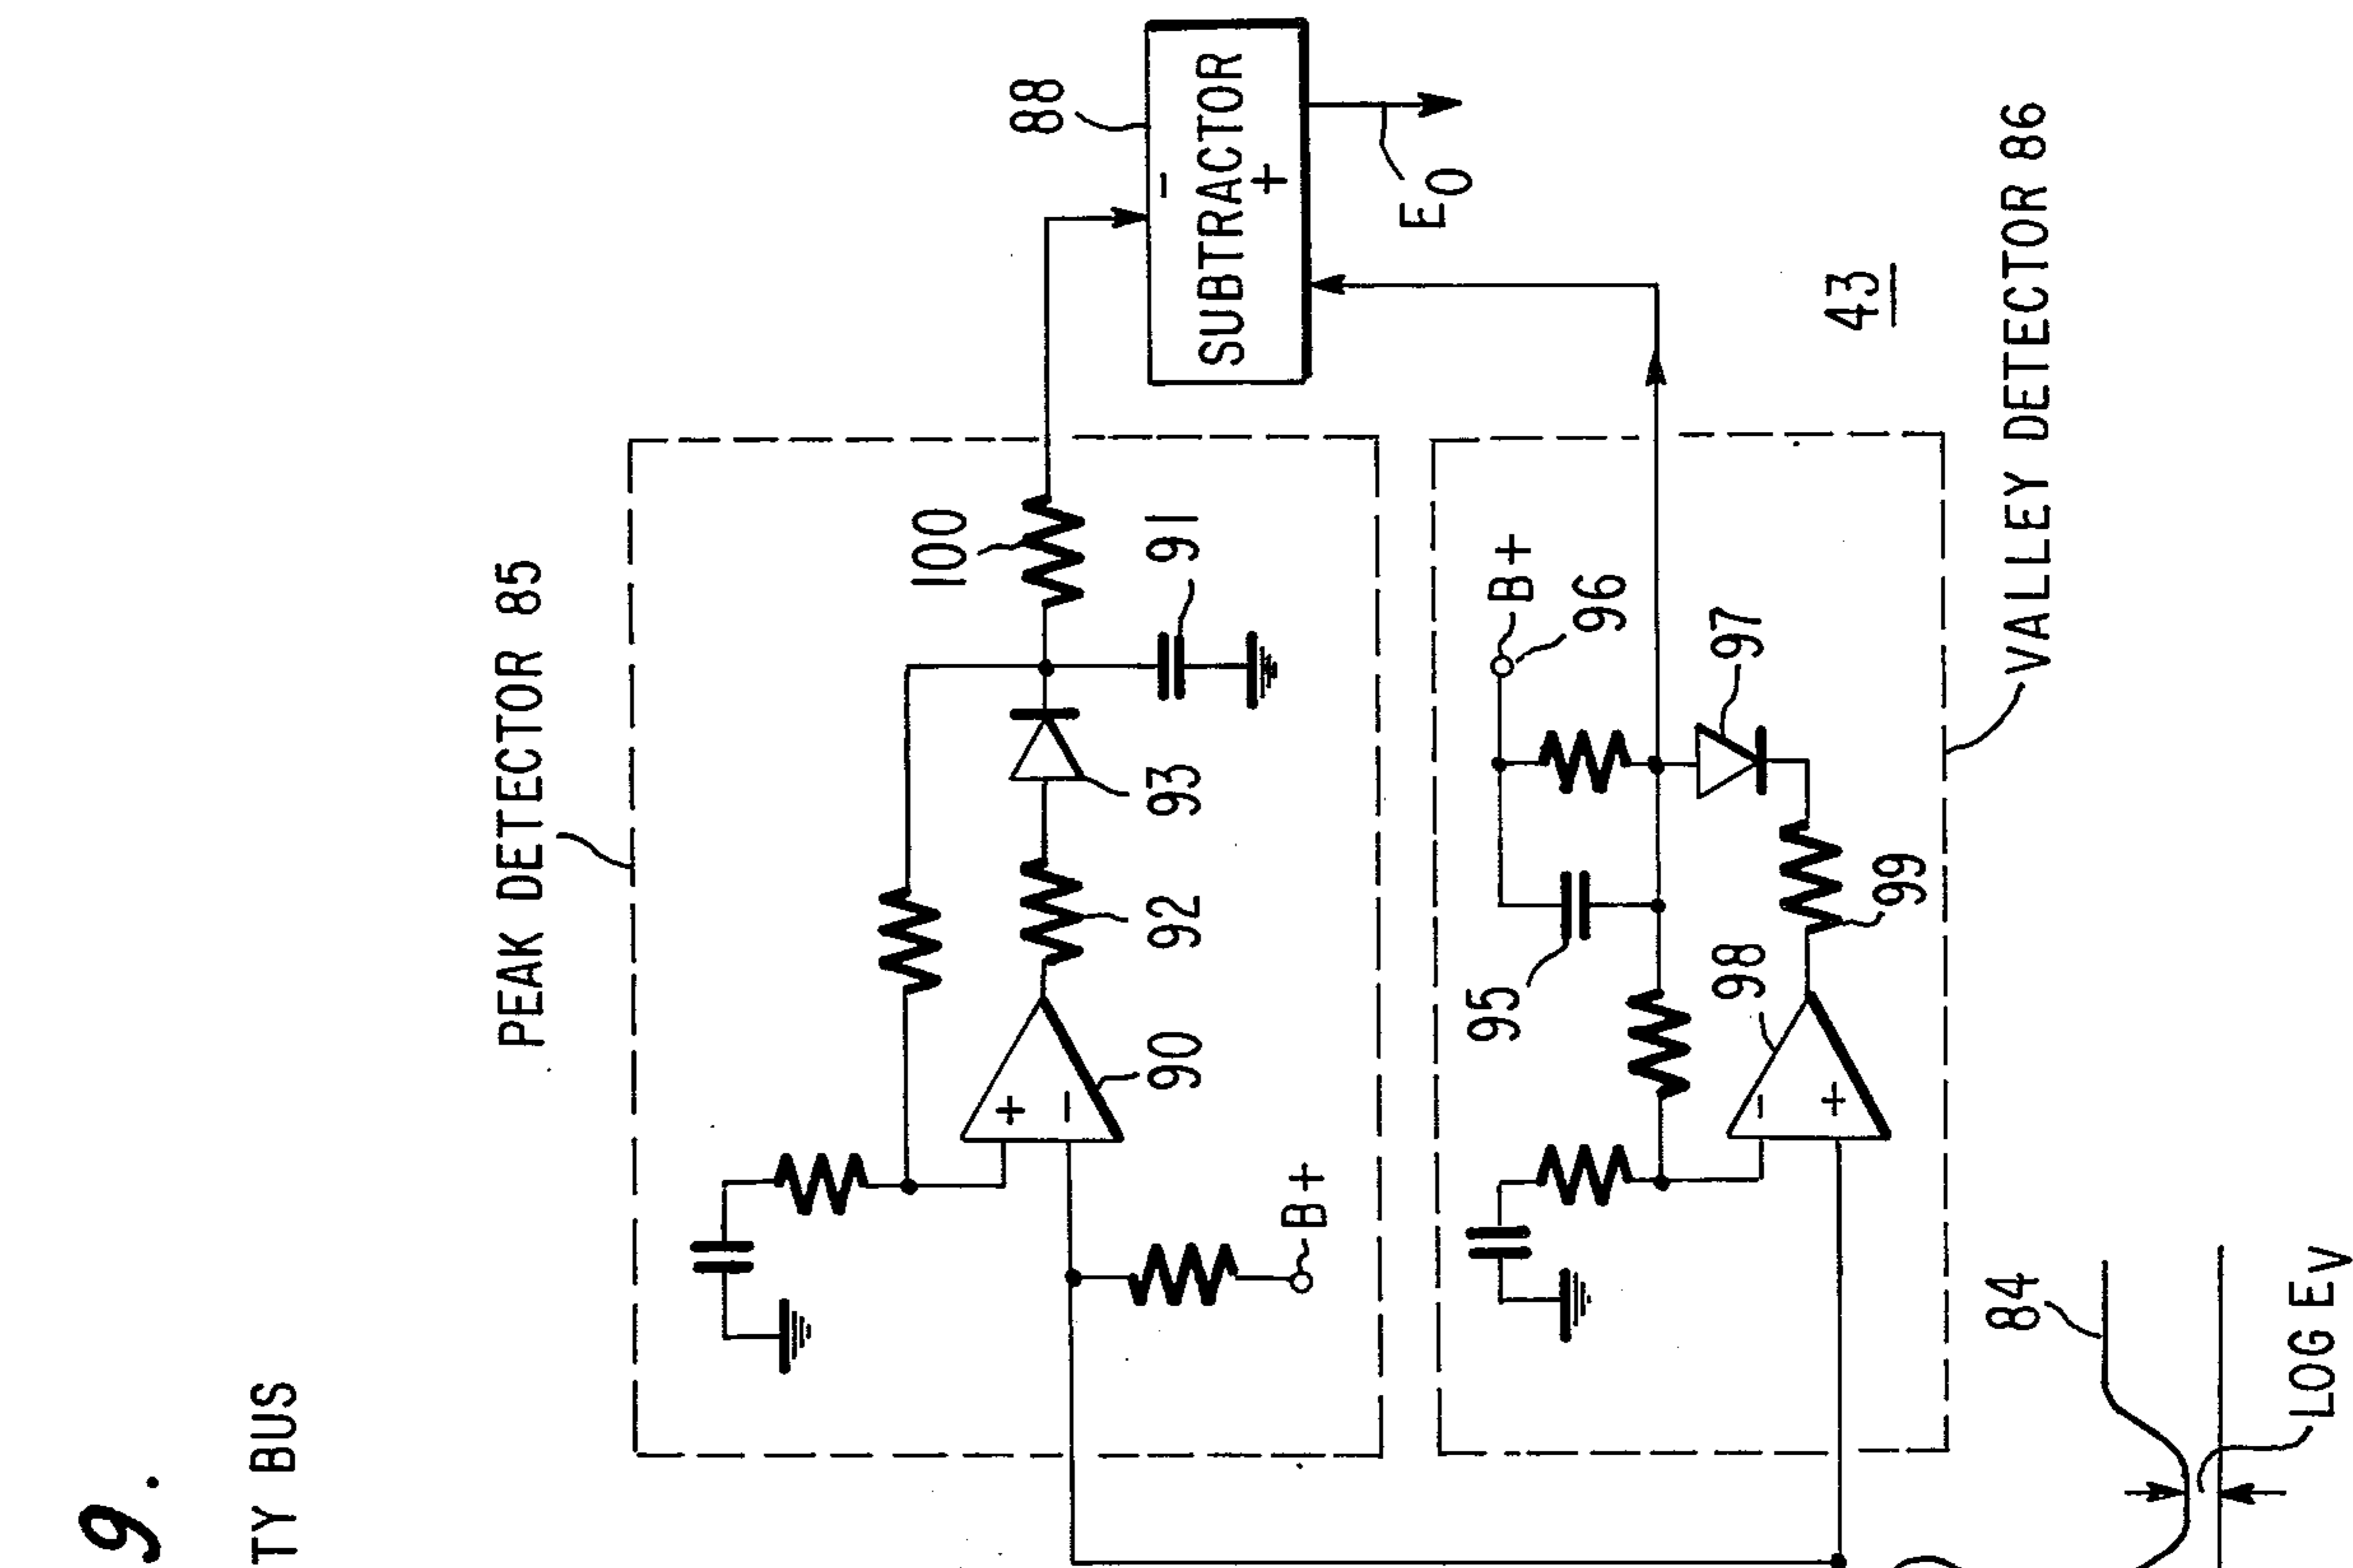 9.
TY BUS
PEAK DETECTOR 85
88
-
SUBTRACTOR
+
E0
100
91
93
92
+
-
90
B+
B+
96
97
95
98
99
-
+
43
VALLEY DETECTOR 86
84
LOG EV